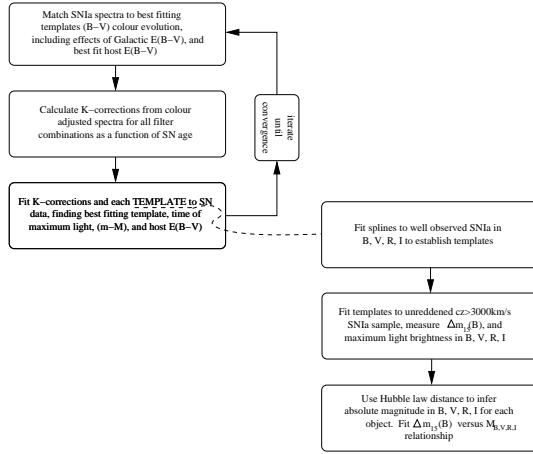 Match SNIa spectra to best fitting
templates (B−V) colour evolution,
including effects of Galactic E(B−V), and
best fit host E(B−V)
Calculate K−corrections from colour
adjusted spectra for all filter
combinations as a function of SN age
iterate
until
convergence
Fit K−corrections and each TEMPLATE to SN
data, finding best fitting template, time of
maximum light, (m−M), and host E(B−V)
Fit splines to well observed SNIa in
B, V, R, I to establish templates
Fit templates to unreddened cz>3000km/s
SNIa sample, measure Δm15(B), and
maximum light brightness in B, V, R, I
Use Hubble law distance to infer
absolute magnitude in B, V, R, I for each
object. Fit Δm15(B) versus MB,V,R,I
relationship